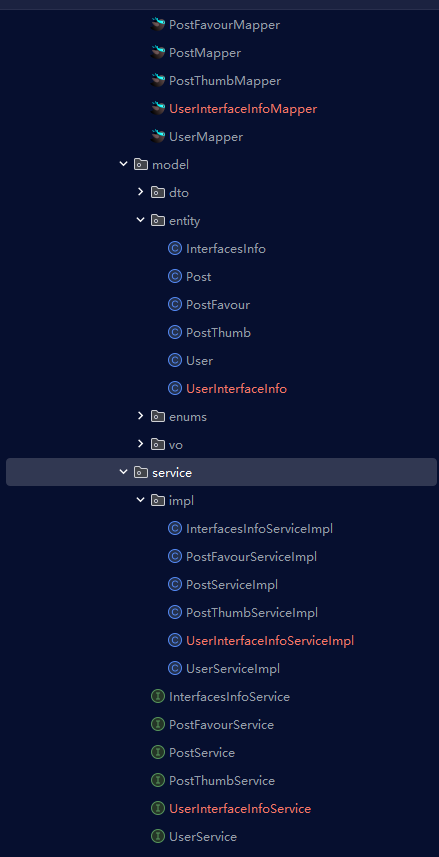 PostFavourMapper
PostMapper
PostThumbMapper
UserInterfaceInfoMapper
UserMapper
model
dto
entity
InterfacesInfo
Post
PostFavour
PostThumb
User
UserInterfaceInfo
enums
vo
service
impl
InterfacesInfoServiceImpl
PostFavourServiceImpl
PostServiceImpl
PostThumbServiceImpl
UserInterfaceInfoServiceImpl
UserServiceImpl
InterfacesInfoService
PostFavourService
PostService
PostThumbService
UserInterfaceInfoService
UserService